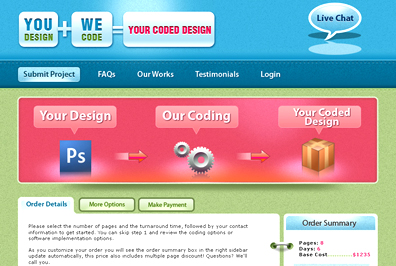 YOU DESIGN + WE CODE = YOUR CODED DESIGN
Live Chat
Submit Project FAQs Our Works Testimonials Login
Your Design Our Coding Your Coded Design
Ps
Order Details More Options Make Payment
Please select the number of pages and the turnaround time, followed by your contact
information to get started. You can skip step 1 and review the coding options or
software implementation options.
As you customize your order you will see the order summary box in the right sidebar
update automatically, this price also includes multiple page discount! Questions? We'll
call you.
Order Summary
Pages: 8
Days: 6
Base Cost $1235